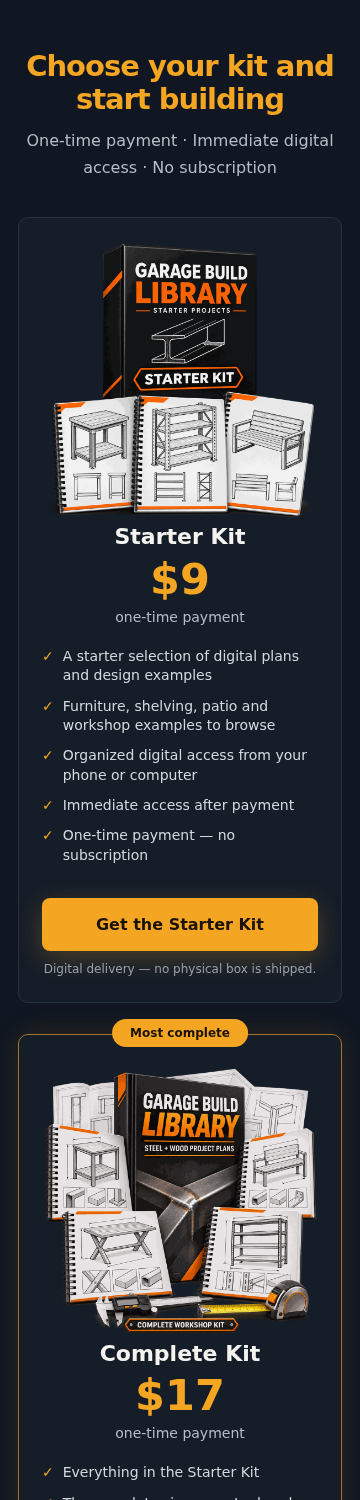 Choose your kit and
start building
One-time payment · Immediate digital
access · No subscription
GARAGE BUILD
LIBRARY
STARTER PROJECTS
STARTER KIT
Starter Kit
$9
one-time payment
✓ A starter selection of digital plans
and design examples
✓ Furniture, shelving, patio and
workshop examples to browse
✓ Organized digital access from your
phone or computer
✓ Immediate access after payment
✓ One-time payment — no
subscription
Get the Starter Kit
Digital delivery — no physical box is shipped.
Most complete
GARAGE BUILD
LIBRARY
STEEL + WOOD PROJECT PLANS
COMPLETE WORKSHOP KIT
Complete Kit
$17
one-time payment
✓ Everything in the Starter Kit